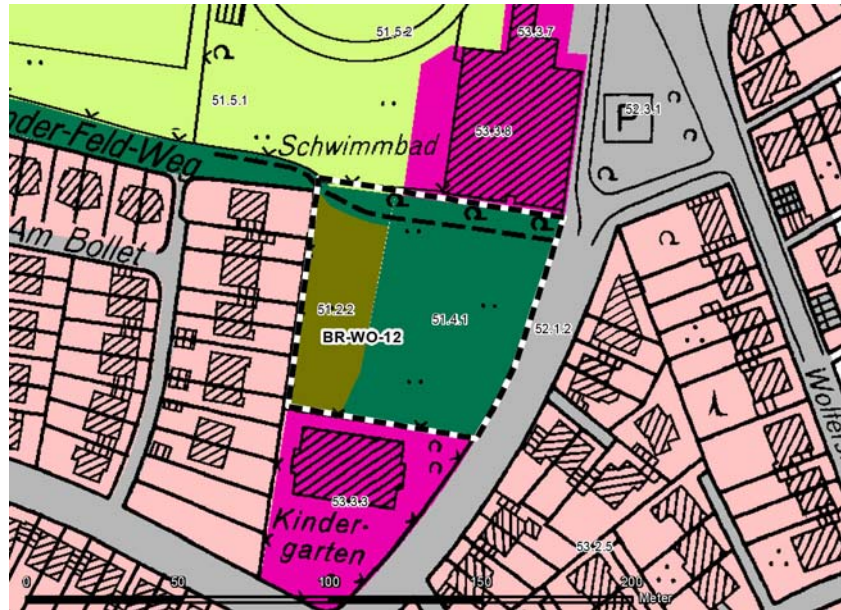 51.5.2
53.3.7
51.5.1
52.3.1
P
53.3.8
Schwimmbad
nder-Feld-Weg
Am Bollet
51.2.2
51.4.1
52.1.2
BR-WO-12
Wolfers
53.3.3
Kinder-
garten
53.2.5
0 50 100 150 200
Meter